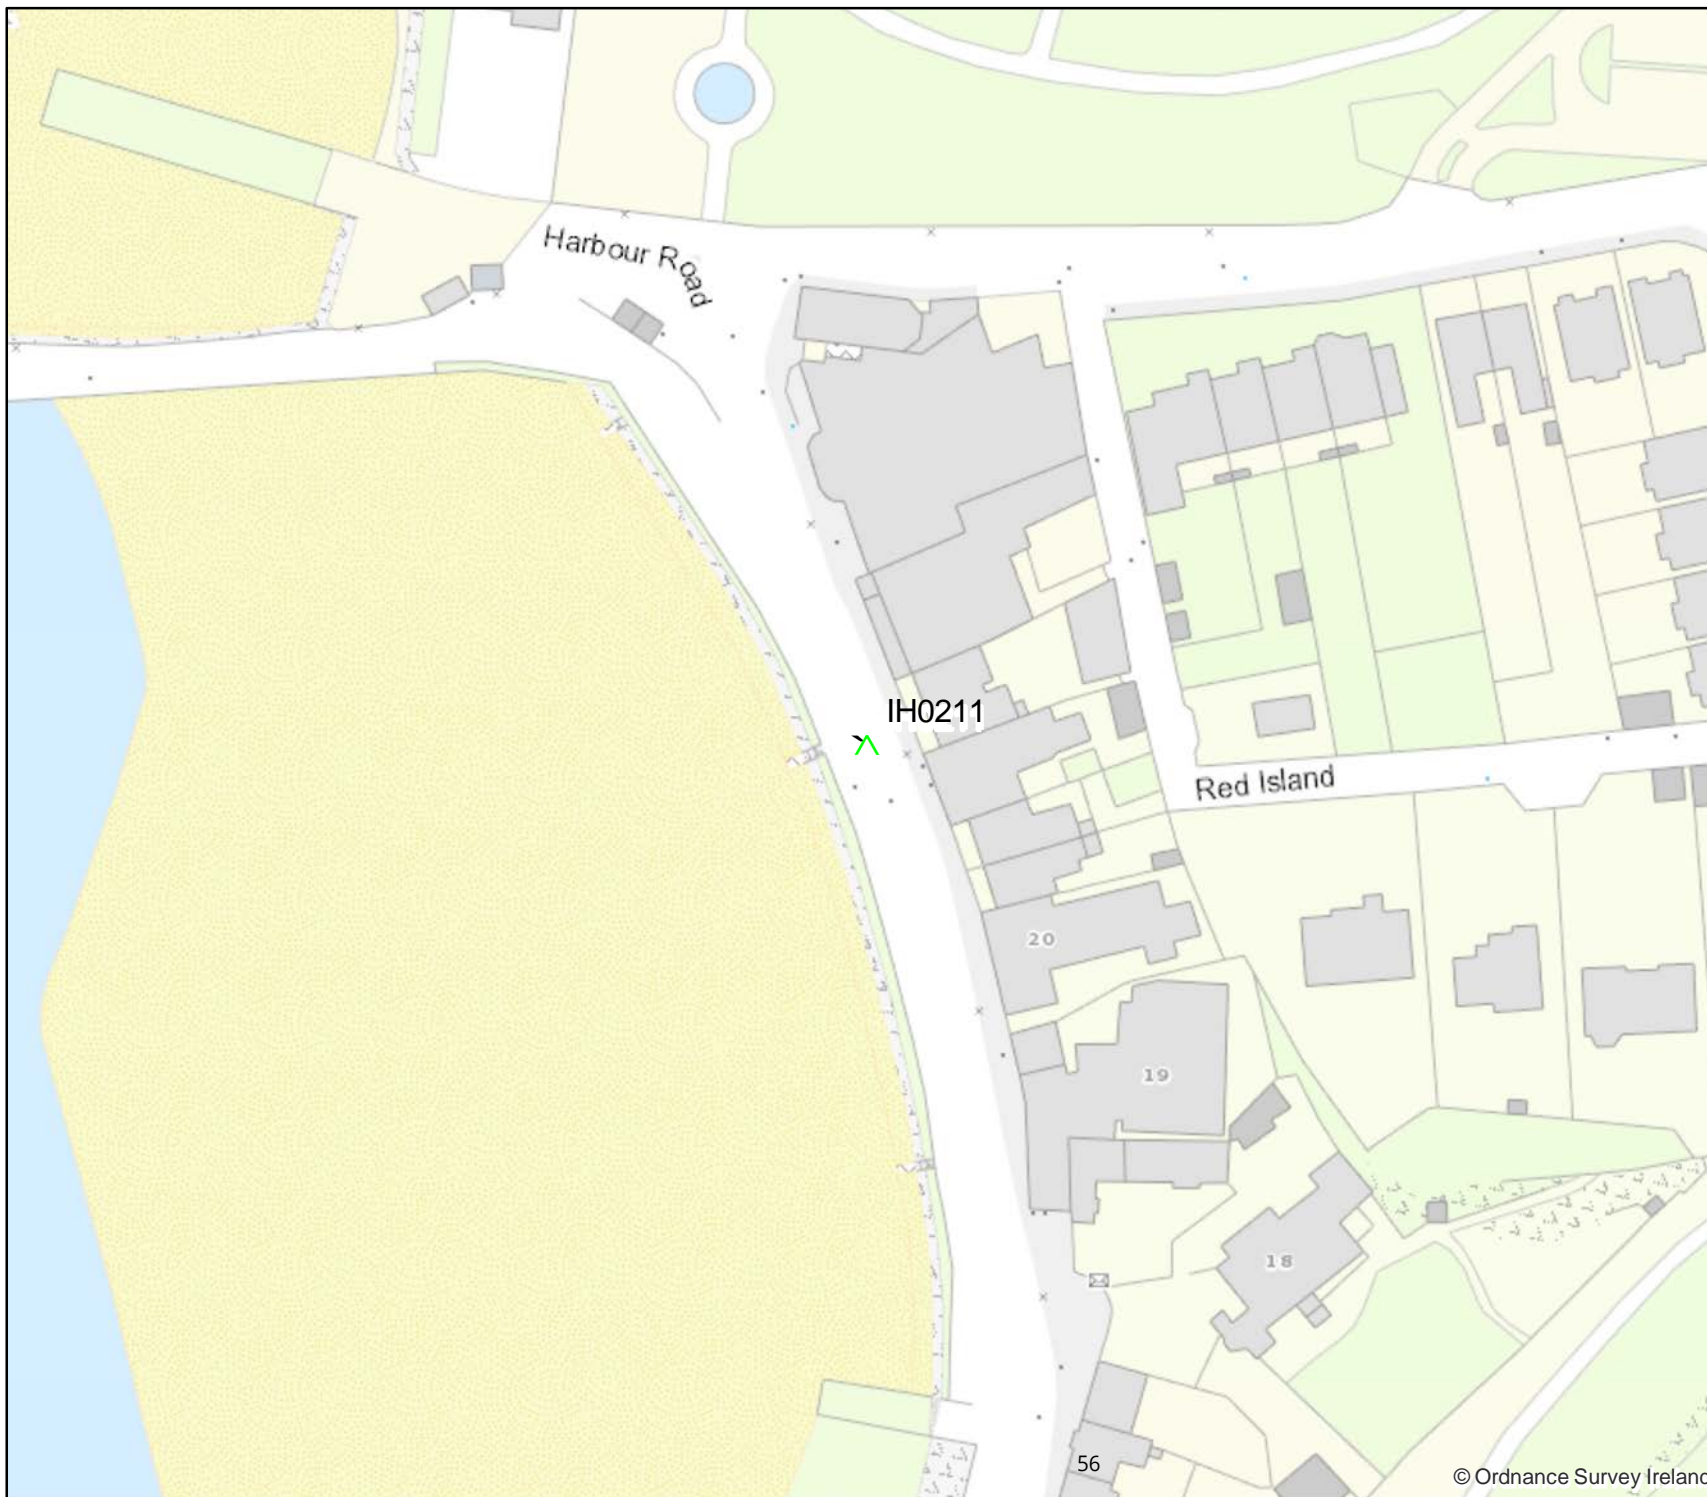 Harbour Road
IH0211
Red Island
20
19
18
56
© Ordnance Survey Ireland